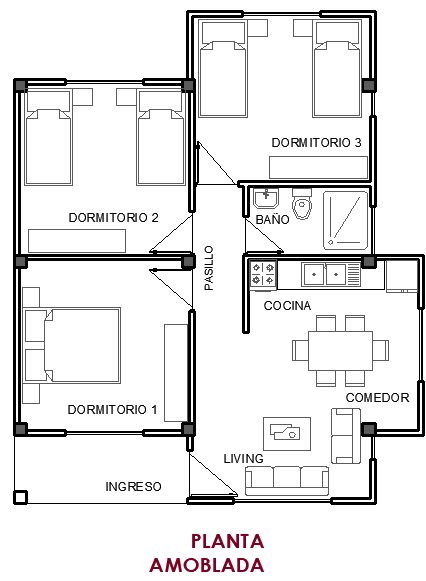 DORMITORIO 3
DORMITORIO 2
BAÑO
PASILLO
COCINA
COMEDOR
DORMITORIO 1
LIVING
INGRESO
PLANTA
AMOBLADA